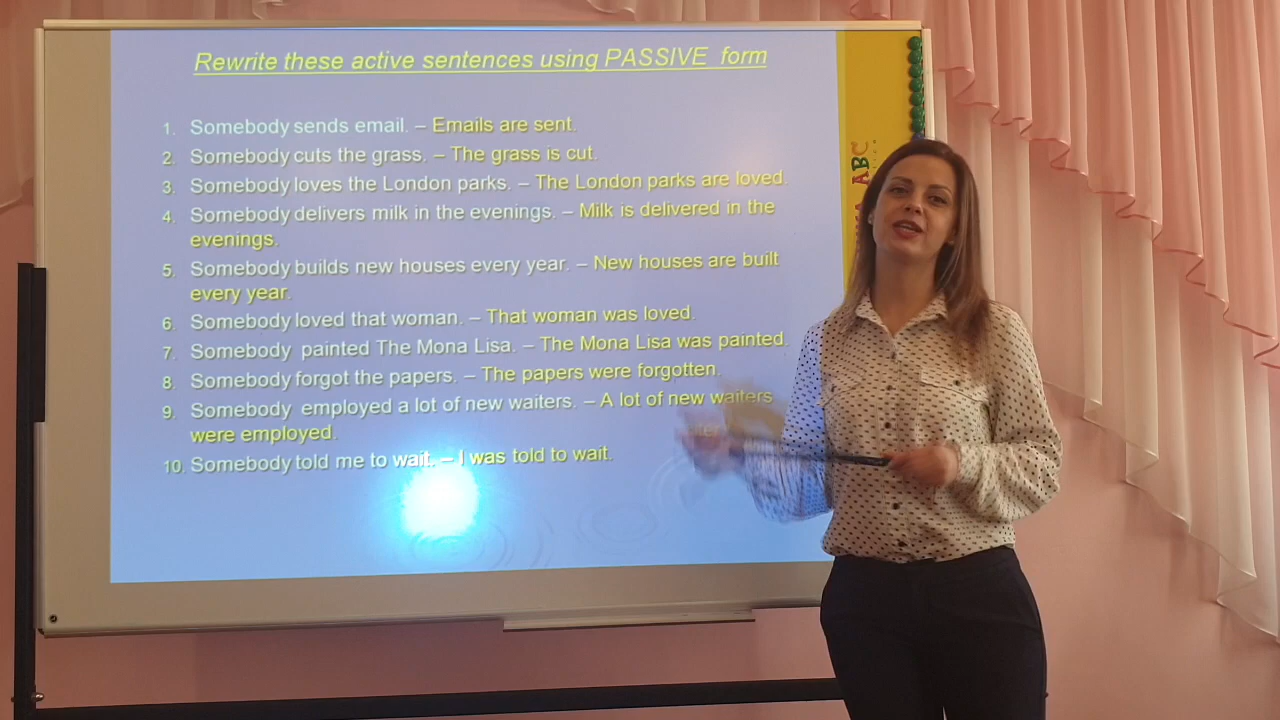 Rewrite these active sentences using PASSIVE form
1. Somebody sends email. – Emails are sent.
2. Somebody cuts the grass. – The grass is cut.
3. Somebody loves the London parks. – The London parks are loved.
4. Somebody delivers milk in the evenings. – Milk is delivered in the
evenings.
5. Somebody builds new houses every year. – New houses are built
every year.
6. Somebody loved that woman. – That woman was loved.
7. Somebody painted The Mona Lisa. – The Mona Lisa was painted.
8. Somebody forgot the papers. – The papers were forgotten.
9. Somebody employed a lot of new waiters. – A lot of new waiters
were employed.
10. Somebody told me to wait. – I was told to wait.
ABC